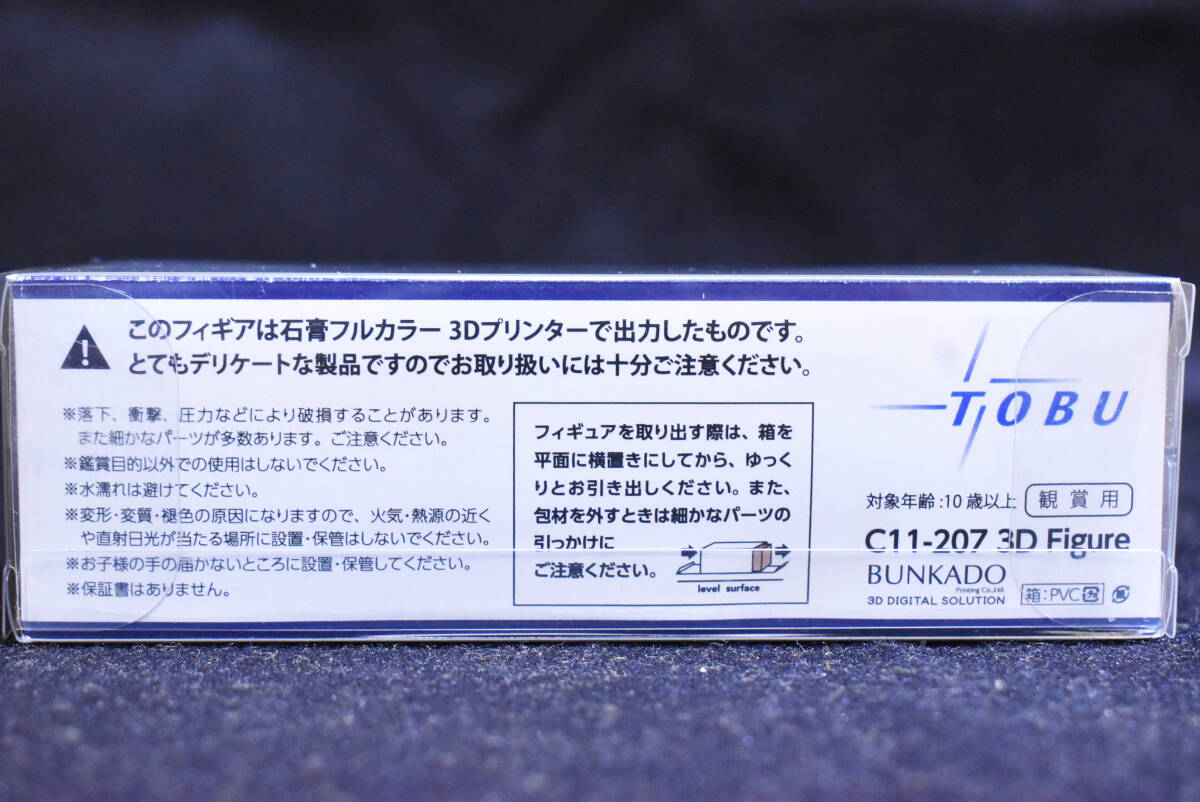 このフィギアは石膏フルカラー 3Dプリンターで出力したものです。
とてもデリケートな製品ですのでお取り扱いには十分ご注意ください。
※落下、衝撃、圧力などにより破損することがあります。
また細かなパーツが多数あります。ご注意ください。
※鑑賞目的以外での使用はしないでください。
※水濡れは避けてください。
※変形・変質・褪色の原因になりますので、火気・熱源の近く
や直射日光が当たる場所に設置・保管はしないでください。
※お子様の手の届かないところに設置・保管してください。
※保証書はありません。
フィギュアを取り出す際は、箱を
平面に横置きにしてから、ゆっく
りとお引き出しください。また、
包材を外すときは細かなパーツの
引っかけに
ご注意ください。
level surface
TOBU
対象年齢:10歳以上 観賞用
C11-207 3D Figure
BUNKADO
Printing Co.,Ltd.
3D DIGITAL SOLUTION
箱:PVC